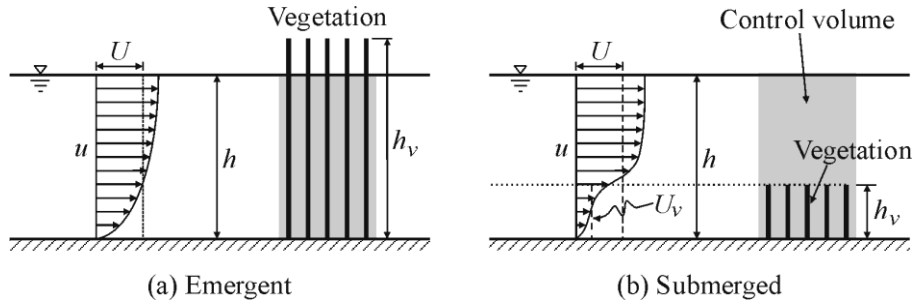 Vegetation
U
u
h
h_v
(a) Emergent
Control volume
U
u
h
Vegetation
U_v
h_v
(b) Submerged